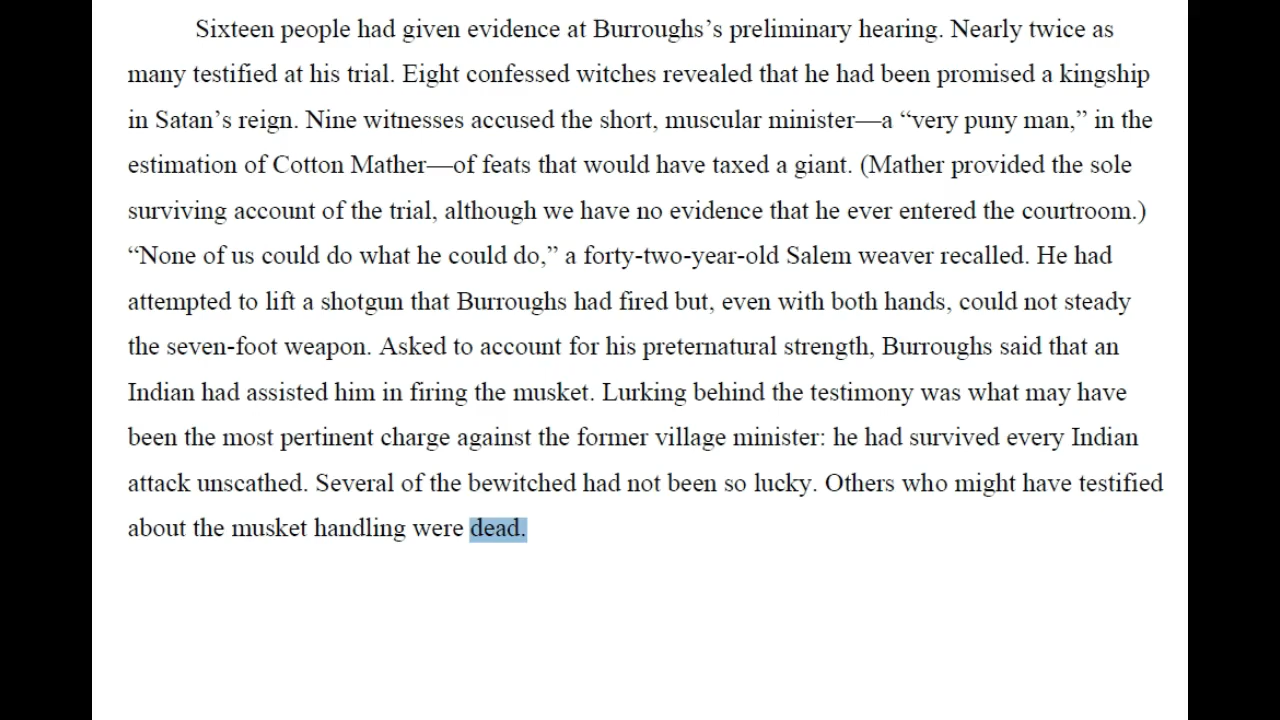 Sixteen people had given evidence at Burroughs’s preliminary hearing. Nearly twice as
many testified at his trial. Eight confessed witches revealed that he had been promised a kingship
in Satan’s reign. Nine witnesses accused the short, muscular minister—a “very puny man,” in the
estimation of Cotton Mather—of feats that would have taxed a giant. (Mather provided the sole
surviving account of the trial, although we have no evidence that he ever entered the courtroom.)
“None of us could do what he could do,” a forty-two-year-old Salem weaver recalled. He had
attempted to lift a shotgun that Burroughs had fired but, even with both hands, could not steady
the seven-foot weapon. Asked to account for his preternatural strength, Burroughs said that an
Indian had assisted him in firing the musket. Lurking behind the testimony was what may have
been the most pertinent charge against the former village minister: he had survived every Indian
attack unscathed. Several of the bewitched had not been so lucky. Others who might have testified
about the musket handling were dead.